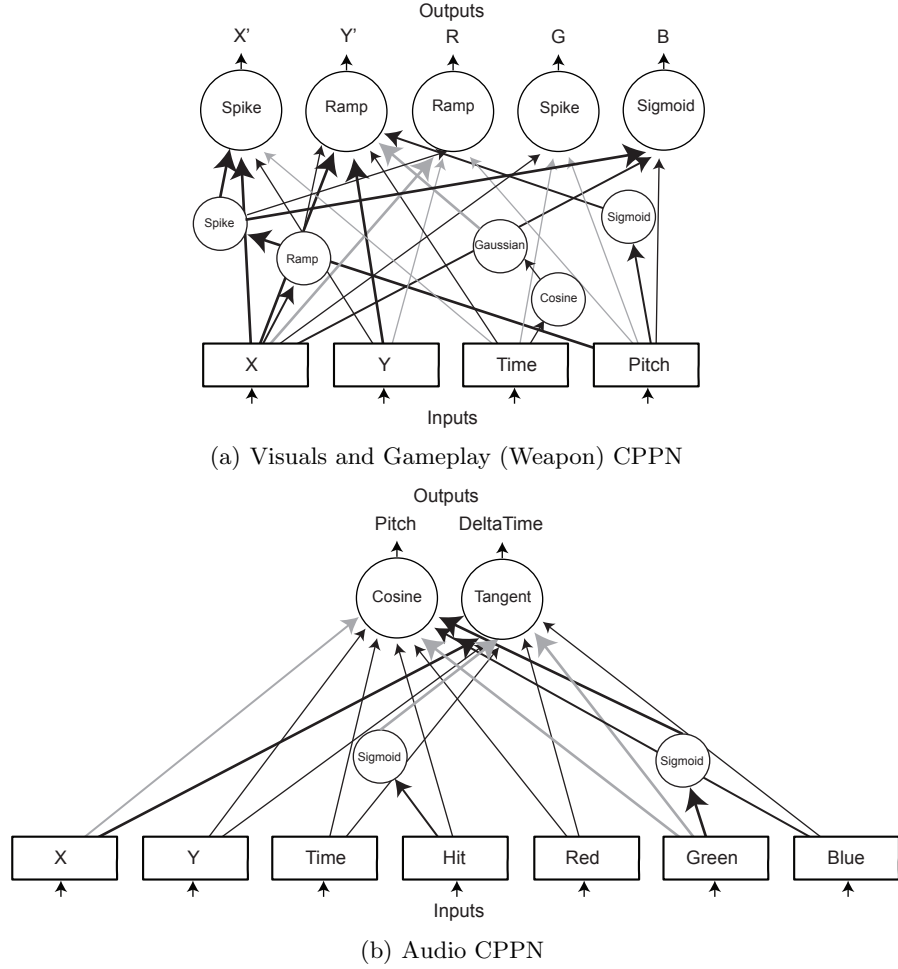 Outputs
X' Y' R G B
Spike Ramp Ramp Spike Sigmoid
Spike
Sigmoid
Gaussian
Ramp
Cosine
X Y Time Pitch
Inputs
(a) Visuals and Gameplay (Weapon) CPPN
Outputs
Pitch DeltaTime
Cosine Tangent
Sigmoid Sigmoid
X Y Time Hit Red Green Blue
Inputs
(b) Audio CPPN